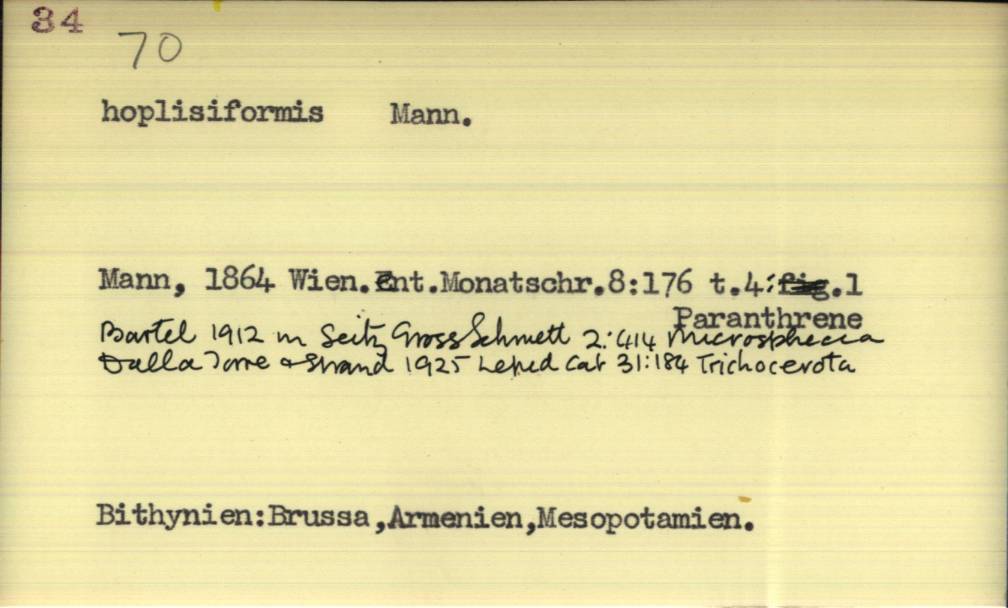 34
70
hoplisiformis Mann.
Mann, 1864 Wien.Ent.Monatschr.8:176 t.4:fig.1
Paranthrene
Bartel 1912 in Seitz Gross Schmett 2:414 Microsphecia
Dalla Torre & Strand 1925 Lepid Cat 31:184 Trichocerota
Bithynien:Brussa,Armenien,Mesopotamien.